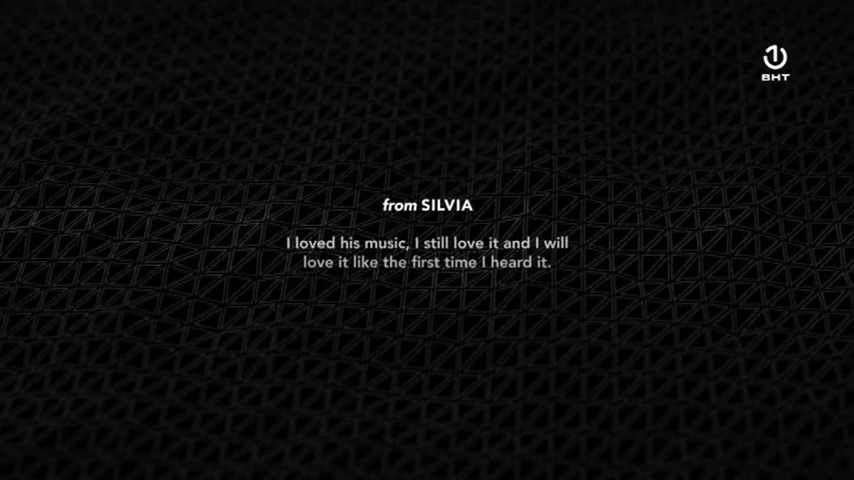 1
BHT
from SILVIA
I loved his music, I still love it and I will
love it like the first time I heard it.